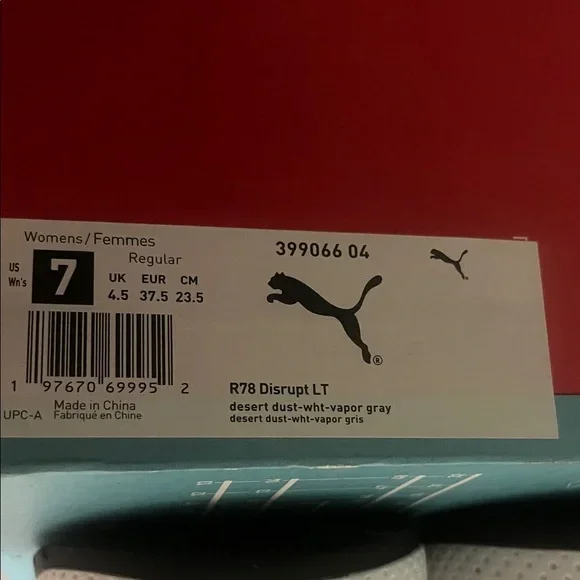 Womens/Femmes
Regular
US
Wn's
7
UK EUR CM
4.5 37.5 23.5
1 97670 69995 2
UPC-A
Made in China
Fabriqué en Chine
399066 04
®
R78 Disrupt LT
desert dust-wht-vapor gray
desert dust-wht-vapor gris